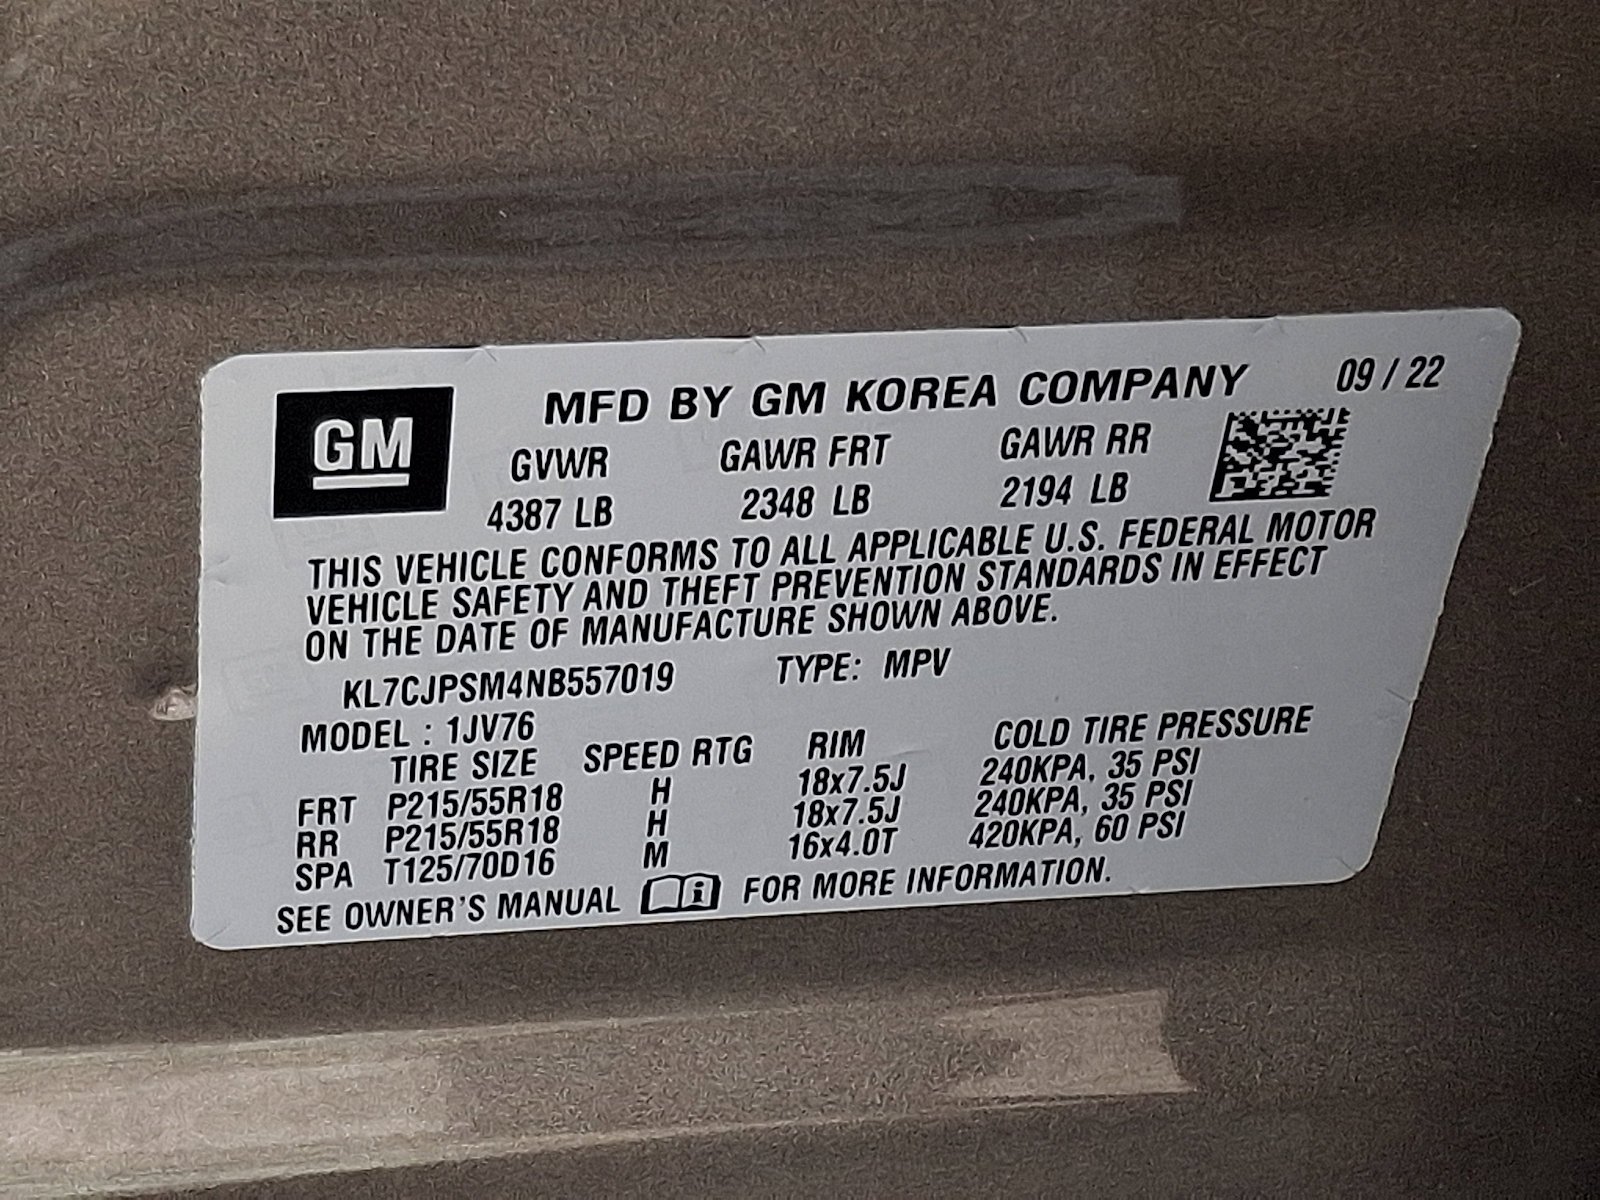 GM
MFD BY GM KOREA COMPANY 09 / 22
GVWR GAWR FRT GAWR RR
4387 LB 2348 LB 2194 LB
THIS VEHICLE CONFORMS TO ALL APPLICABLE U.S. FEDERAL MOTOR
VEHICLE SAFETY AND THEFT PREVENTION STANDARDS IN EFFECT
ON THE DATE OF MANUFACTURE SHOWN ABOVE.
KL7CJPSM4NB557019 TYPE: MPV
MODEL : 1JV76
TIRE SIZE SPEED RTG RIM COLD TIRE PRESSURE
FRT P215/55R18 H 18x7.5J 240KPA, 35 PSI
RR P215/55R18 H 18x7.5J 240KPA, 35 PSI
SPA T125/70D16 M 16x4.0T 420KPA, 60 PSI
SEE OWNER'S MANUAL FOR MORE INFORMATION.